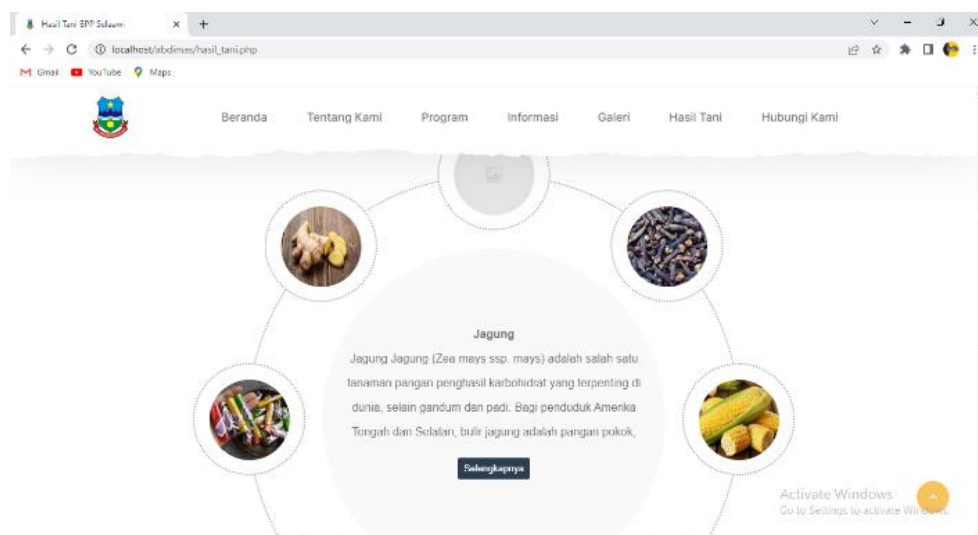 Hasil Tani BPP Selaawi
localhost/abdimas/hasil_tani.php
Gmail YouTube Maps
Beranda Tentang Kami Program Informasi Galeri Hasil Tani Hubungi Kami
Jagung
Jagung Jagung (Zea mays ssp. mays) adalah salah satu
tanaman pangan penghasil karbohidrat yang terpenting di
dunia, selain gandum dan padi. Bagi penduduk Amerika
Tengah dan Selatan, bulir jagung adalah pangan pokok,
Selengkapnya
Activate Windows
Go to Settings to activate Windows.